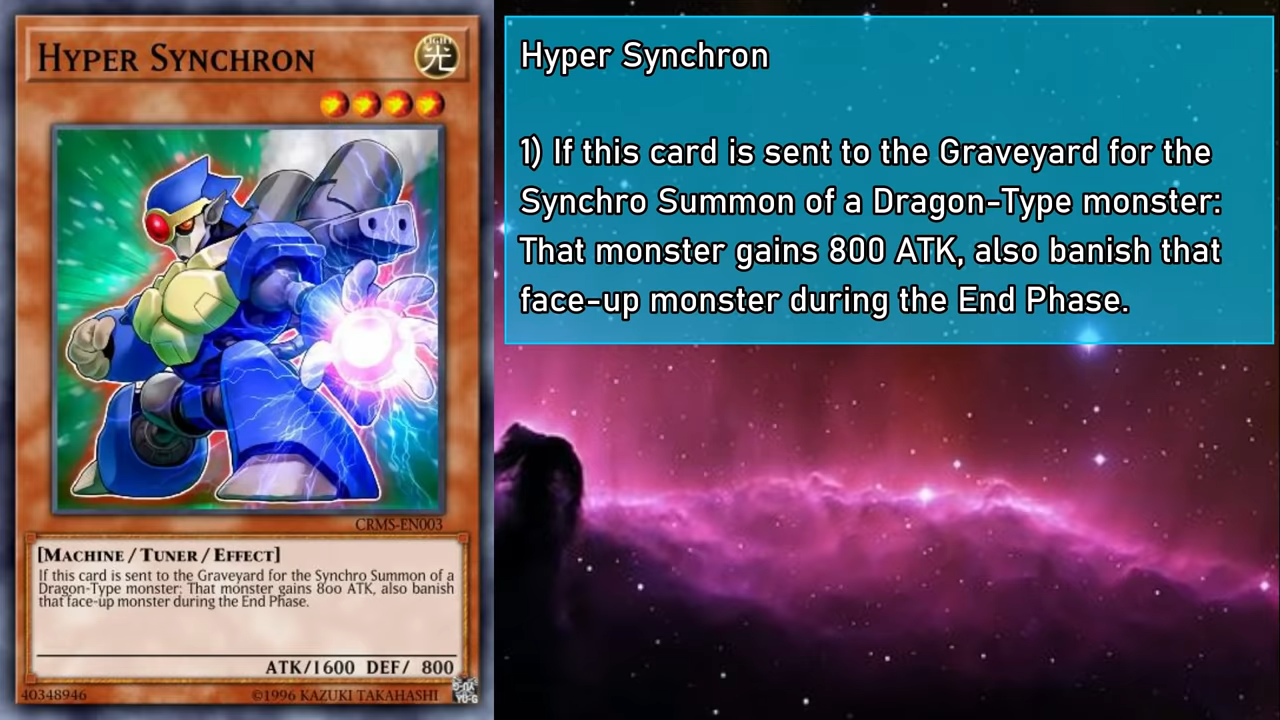 HYPER SYNCHRON
LIGHT
光
CRMS-EN003
[MACHINE / TUNER / EFFECT]
If this card is sent to the Graveyard for the Synchro Summon of a
Dragon-Type monster: That monster gains 800 ATK, also banish
that face-up monster during the End Phase.
ATK/1600 DEF/ 800
40348946
©1996 KAZUKI TAKAHASHI
Hyper Synchron
1) If this card is sent to the Graveyard for the
Synchro Summon of a Dragon-Type monster:
That monster gains 800 ATK, also banish that
face-up monster during the End Phase.